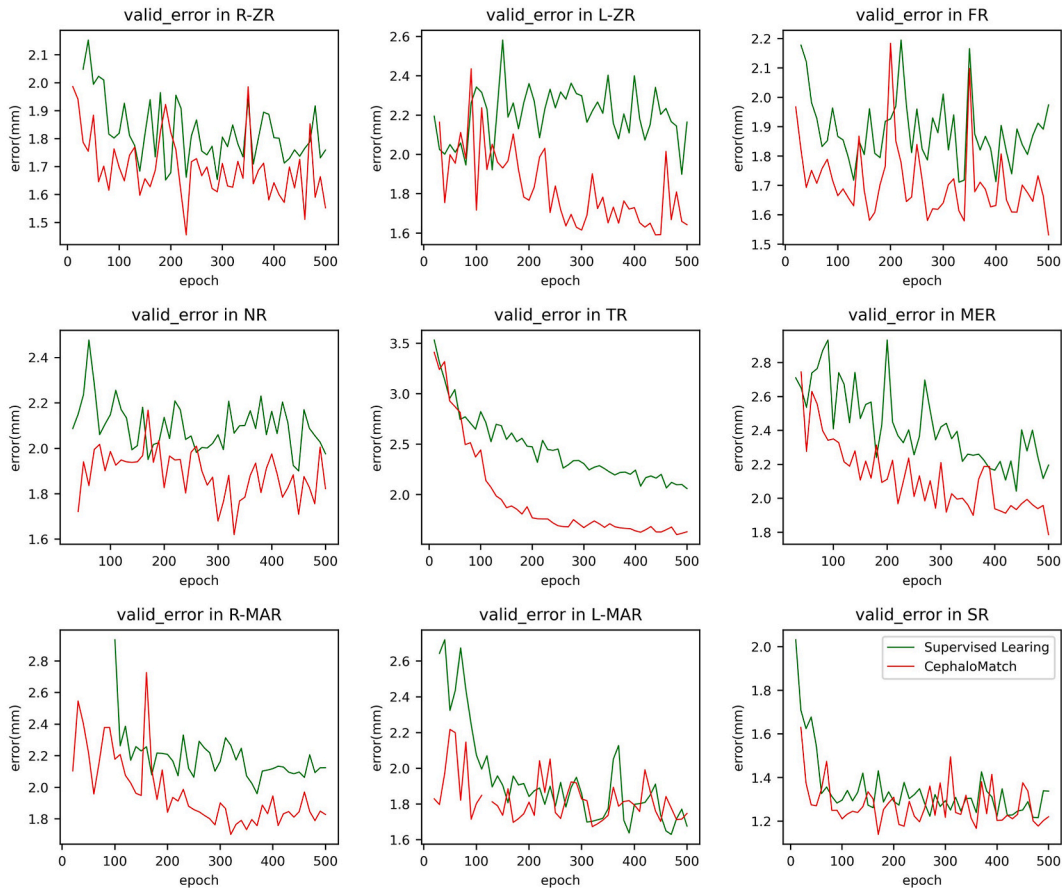 valid_error in R-ZR
valid_error in L-ZR
valid_error in FR
error(mm)
2.1
2.0
1.9
1.8
1.7
1.6
1.5
0 100 200 300 400 500
epoch
error(mm)
2.6
2.4
2.2
2.0
1.8
1.6
0 100 200 300 400 500
epoch
error(mm)
2.2
2.1
2.0
1.9
1.8
1.7
1.6
1.5
0 100 200 300 400 500
epoch
valid_error in NR
valid_error in TR
valid_error in MER
error(mm)
2.4
2.2
2.0
1.8
1.6
100 200 300 400 500
epoch
error(mm)
3.5
3.0
2.5
2.0
0 100 200 300 400 500
epoch
error(mm)
2.8
2.6
2.4
2.2
2.0
1.8
100 200 300 400 500
epoch
valid_error in R-MAR
valid_error in L-MAR
valid_error in SR
error(mm)
2.8
2.6
2.4
2.2
2.0
1.8
0 100 200 300 400 500
epoch
error(mm)
2.6
2.4
2.2
2.0
1.8
1.6
0 100 200 300 400 500
epoch
Supervised Learing
CephaloMatch
error(mm)
2.0
1.8
1.6
1.4
1.2
0 100 200 300 400 500
epoch